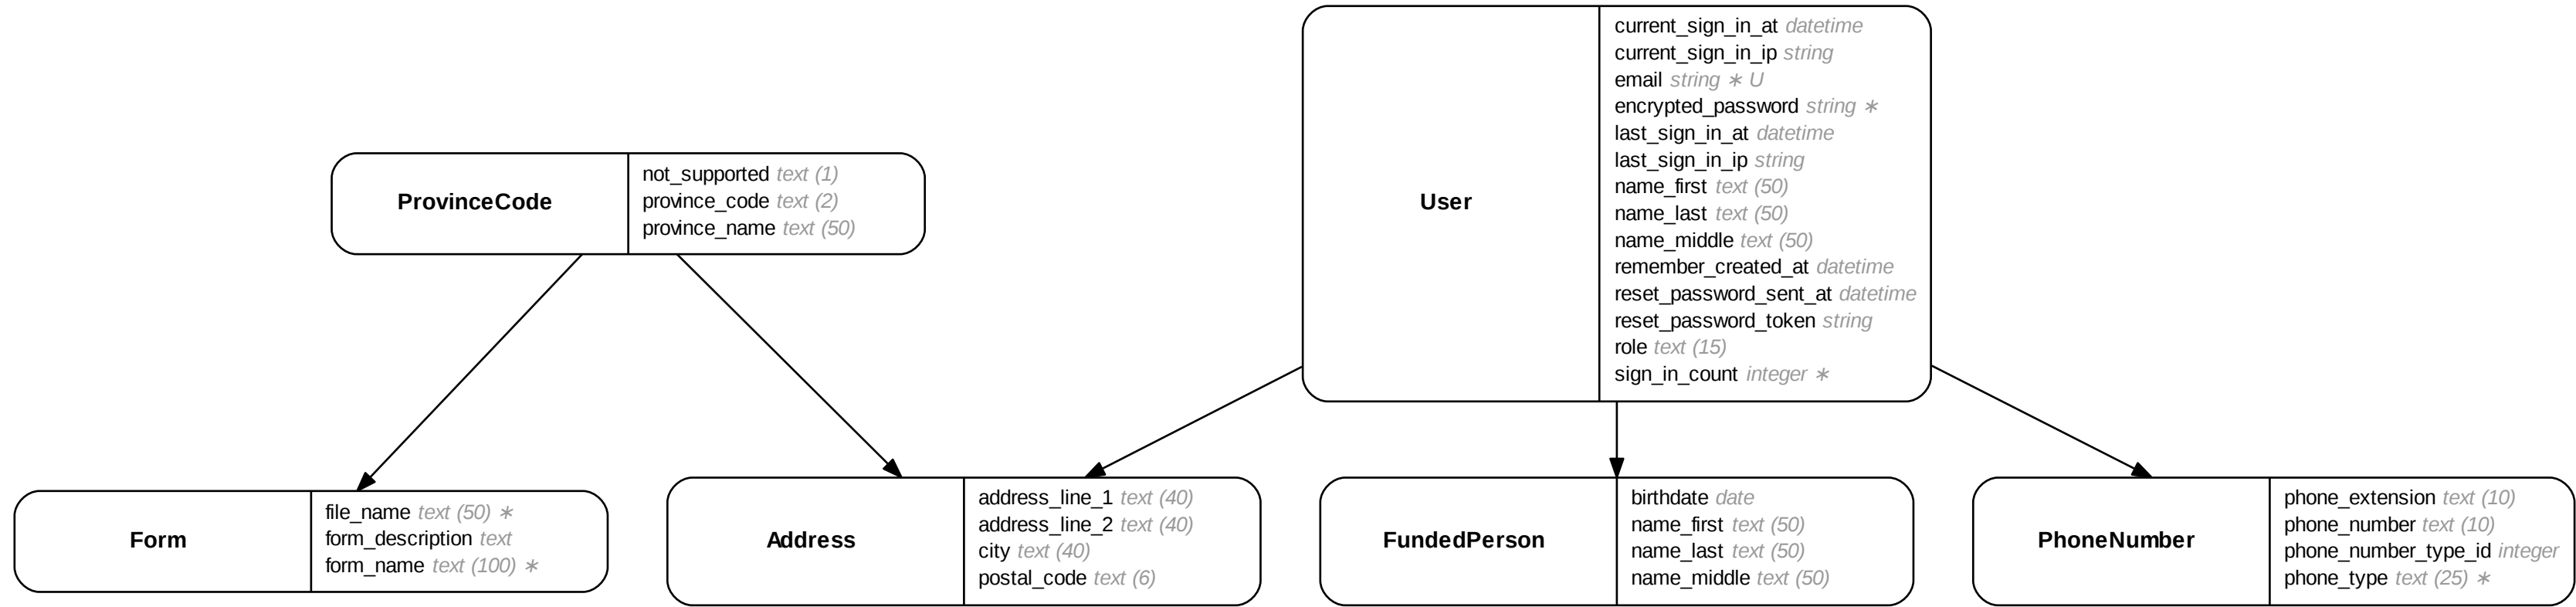 ProvinceCode
not_supported text (1)
province_code text (2)
province_name text (50)
User
current_sign_in_at datetime
current_sign_in_ip string
email string ∗ U
encrypted_password string ∗
last_sign_in_at datetime
last_sign_in_ip string
name_first text (50)
name_last text (50)
name_middle text (50)
remember_created_at datetime
reset_password_sent_at datetime
reset_password_token string
role text (15)
sign_in_count integer ∗
Form
file_name text (50) ∗
form_description text
form_name text (100) ∗
Address
address_line_1 text (40)
address_line_2 text (40)
city text (40)
postal_code text (6)
FundedPerson
birthdate date
name_first text (50)
name_last text (50)
name_middle text (50)
PhoneNumber
phone_extension text (10)
phone_number text (10)
phone_number_type_id integer
phone_type text (25) ∗